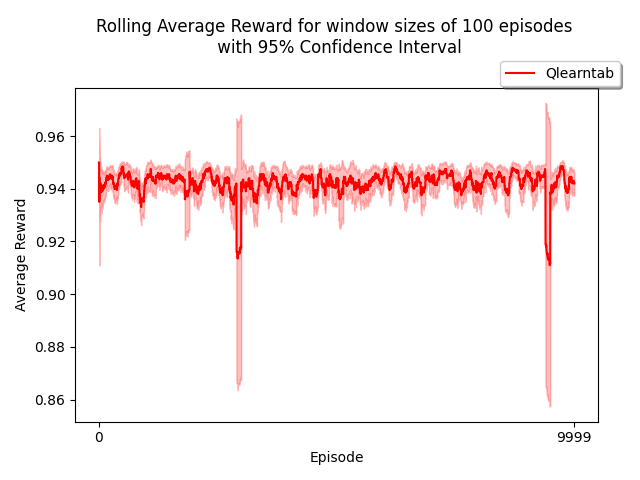 Rolling Average Reward for window sizes of 100 episodes
with 95% Confidence Interval
Qlearntab
0.96
0.94
0.92
0.90
0.88
0.86
Average Reward
0
9999
Episode